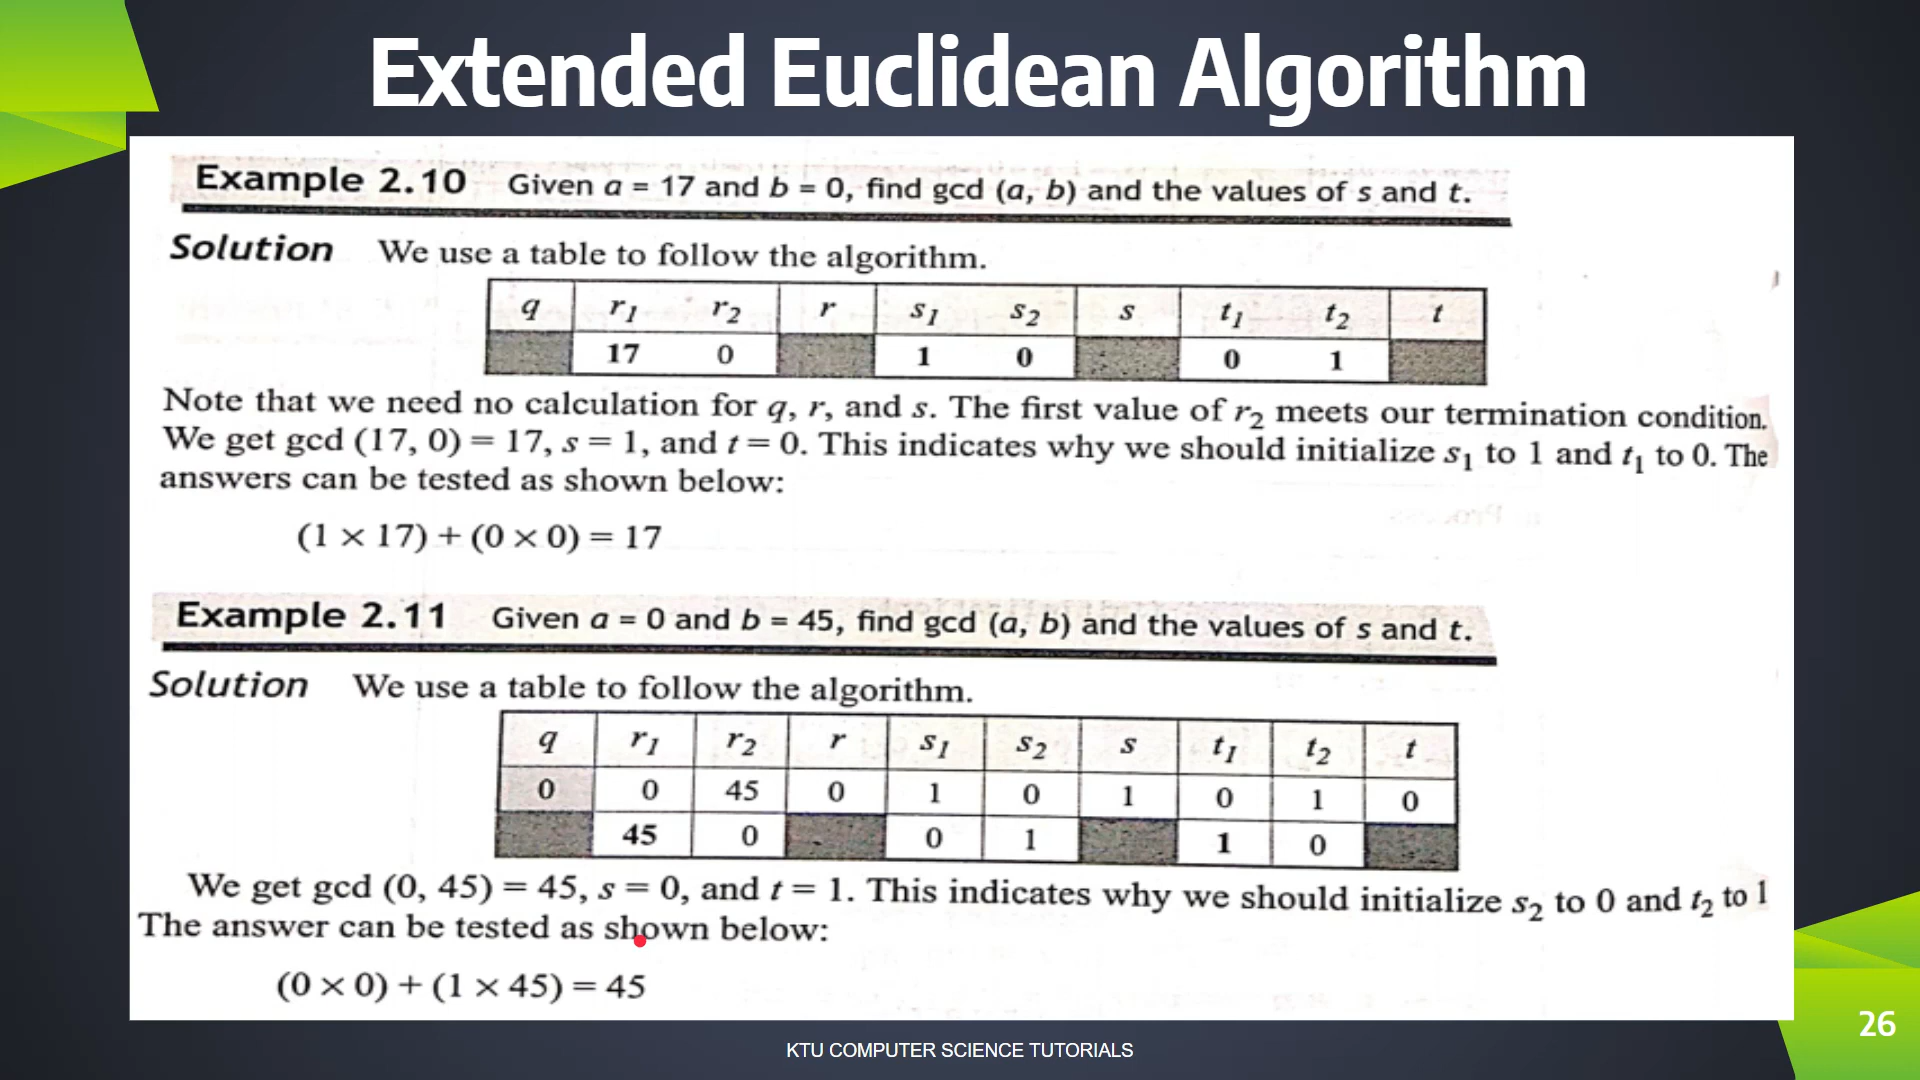 Extended Euclidean Algorithm
Example 2.10 Given a = 17 and b = 0, find gcd (a, b) and the values of s and t.
Solution We use a table to follow the algorithm.
q r1 r2 r s1 s2 s t1 t2 t
17 0 1 0 0 1
Note that we need no calculation for q, r, and s. The first value of r2 meets our termination condition.
We get gcd (17, 0) = 17, s = 1, and t = 0. This indicates why we should initialize s1 to 1 and t1 to 0. The
answers can be tested as shown below:
(1 × 17) + (0 × 0) = 17
Example 2.11 Given a = 0 and b = 45, find gcd (a, b) and the values of s and t.
Solution We use a table to follow the algorithm.
q r1 r2 r s1 s2 s t1 t2 t
0 0 45 0 1 0 1 0 1 0
45 0 0 1 1 0
We get gcd (0, 45) = 45, s = 0, and t = 1. This indicates why we should initialize s2 to 0 and t2 to 1
The answer can be tested as shown below:
(0 × 0) + (1 × 45) = 45
26
KTU COMPUTER SCIENCE TUTORIALS